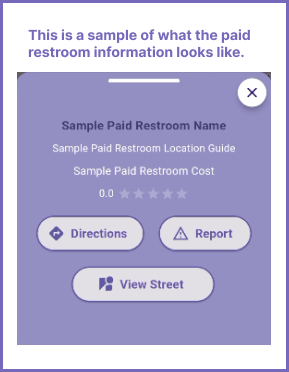 This is a sample of what the paid
restroom information looks like.
Sample Paid Restroom Name
Sample Paid Restroom Location Guide
Sample Paid Restroom Cost
0.0
Directions
Report
View Street